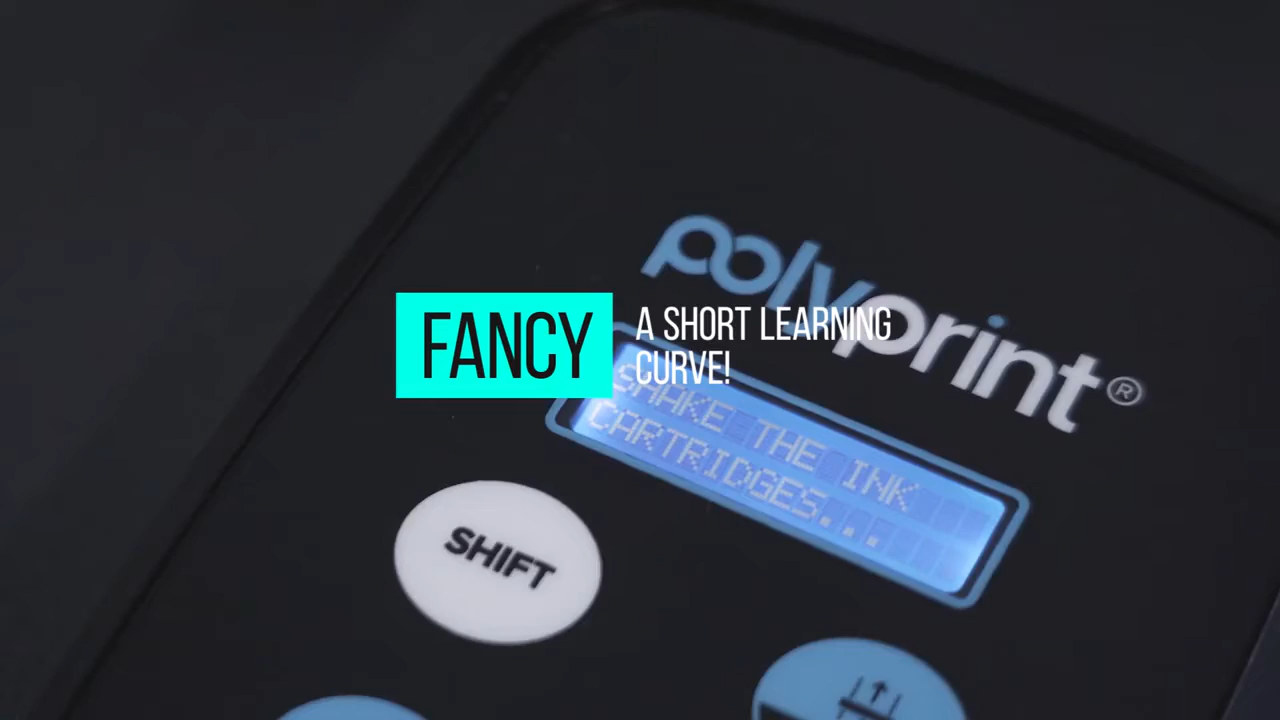 polyprint®
FANCY
A SHORT LEARNING
CURVE!
SHAKE THE INK
CARTRIDGES...
SHIFT